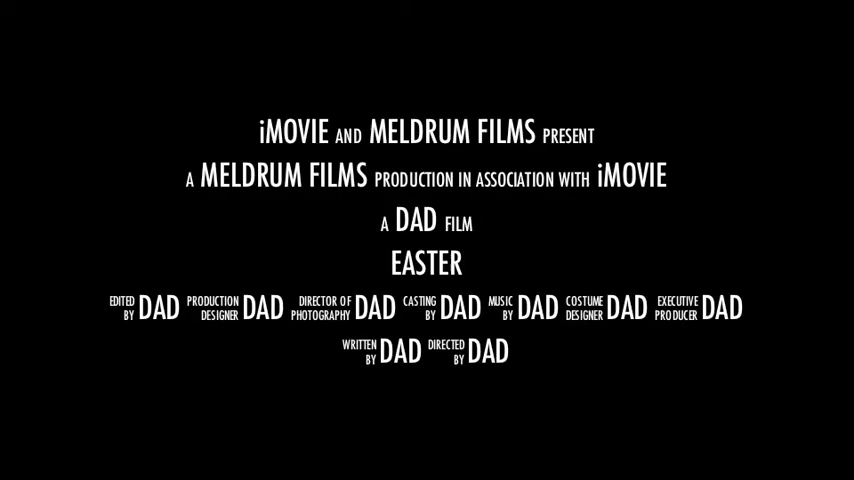 iMOVIE AND MELDRUM FILMS PRESENT
A MELDRUM FILMS PRODUCTION IN ASSOCIATION WITH iMOVIE
A DAD FILM
EASTER
EDITED BY DAD PRODUCTION DESIGNER DAD DIRECTOR OF PHOTOGRAPHY DAD CASTING BY DAD MUSIC BY DAD COSTUME DESIGNER DAD EXECUTIVE PRODUCER DAD
WRITTEN BY DAD DIRECTED BY DAD